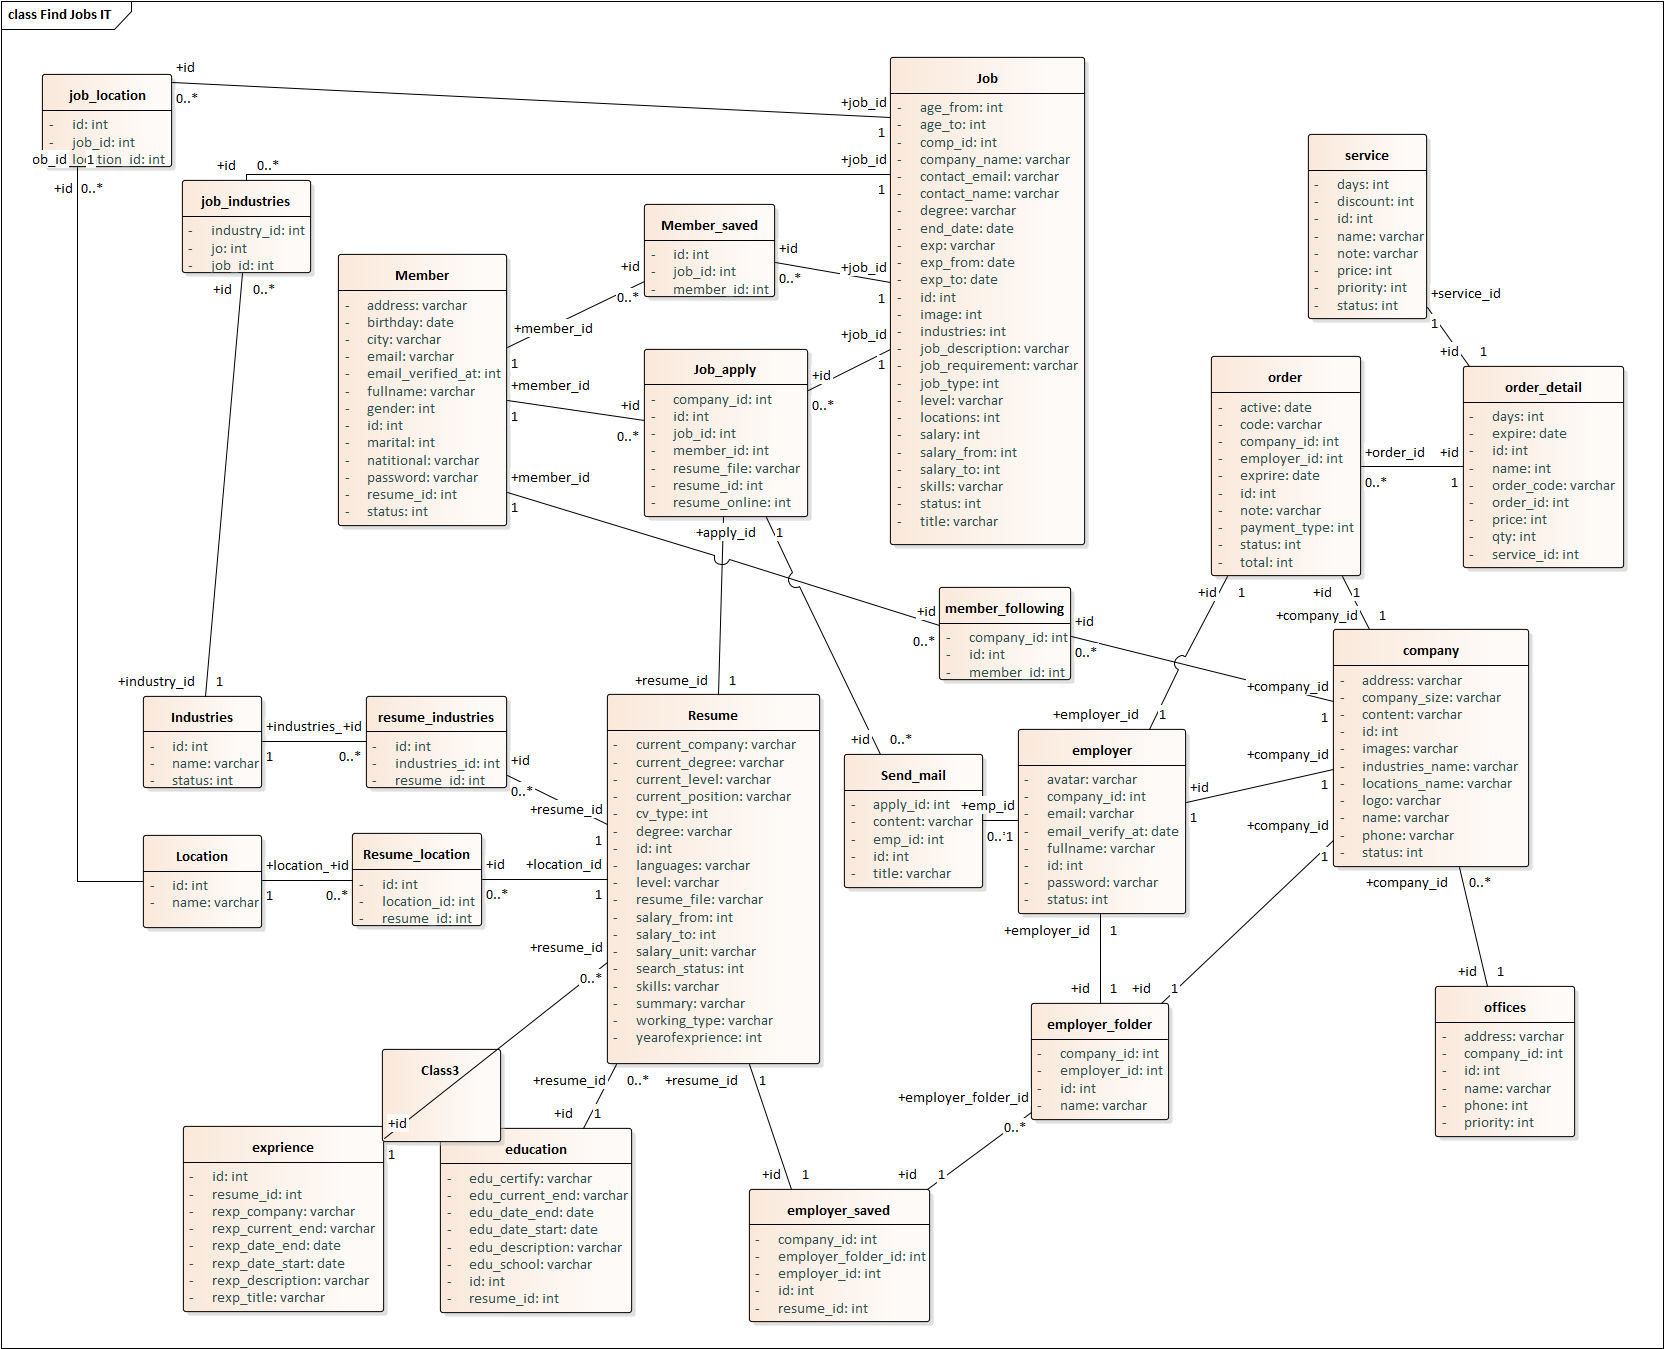 class Find Jobs IT
job_location
- id: int
- job_id: int
location_id: int
ob_id
1
+id
0..*
+id 0..*
+job_id
1
job_industries
- industry_id: int
- jo: int
- job_id: int
+id 0..*
+job_id
1
+id 0..*
Job
- age_from: int
- age_to: int
- comp_id: int
- company_name: varchar
- contact_email: varchar
- contact_name: varchar
- degree: varchar
- end_date: date
- exp: varchar
- exp_from: date
- exp_to: date
- id: int
- image: int
- industries: int
- job_description: varchar
- job_requirement: varchar
- job_type: int
- level: varchar
- locations: int
- salary: int
- salary_from: int
- salary_to: int
- skills: varchar
- status: int
- title: varchar
Member_saved
- id: int
- job_id: int
- member_id: int
+id
0..*
+job_id
1
+id
0..*
+member_id
1
Member
- address: varchar
- birthday: date
- city: varchar
- email: varchar
- email_verified_at: int
- fullname: varchar
- gender: int
- id: int
- marital: int
- natitional: varchar
- password: varchar
- resume_id: int
- status: int
+member_id
1
+id
0..*
+member_id
1
Job_apply
- company_id: int
- id: int
- job_id: int
- member_id: int
- resume_file: varchar
- resume_id: int
- resume_online: int
+job_id
1
+id
0..*
+apply_id 1
service
- days: int
- discount: int
- id: int
- name: varchar
- note: varchar
- price: int
- priority: int
- status: int
+service_id
1
+id 1
order
- active: date
- code: varchar
- company_id: int
- employer_id: int
- exprire: date
- id: int
- note: varchar
- payment_type: int
- status: int
- total: int
order_detail
- days: int
- expire: date
- id: int
- name: int
- order_code: varchar
- order_id: int
- price: int
- qty: int
- service_id: int
+order_id +id
0..* 1
+id 1
+id 1
+company_id 1
member_following
- company_id: int
- id: int
- member_id: int
+id
0..*
+id
0..*
+company_id
1
company
- address: varchar
- company_size: varchar
- content: varchar
- id: int
- images: varchar
- industries_name: varchar
- locations_name: varchar
- logo: varchar
- name: varchar
- phone: varchar
- status: int
+industry_id 1
Industries
- id: int
- name: varchar
- status: int
+industries_+id
1 0..*
resume_industries
- id: int
- industries_id: int
- resume_id: int
+id
0..*
+resume_id
1
+resume_id 1
Resume
- current_company: varchar
- current_degree: varchar
- current_level: varchar
- current_position: varchar
- cv_type: int
- degree: varchar
- id: int
- languages: varchar
- level: varchar
- resume_file: varchar
- salary_from: int
- salary_to: int
- salary_unit: varchar
- search_status: int
- skills: varchar
- summary: varchar
- working_type: varchar
- yearofexprience: int
+id 0..*
Send_mail
- apply_id: int
- content: varchar
- emp_id: int
- id: int
- title: varchar
+emp_id
0..*
1
+employer_id 1
employer
- avatar: varchar
- company_id: int
- email: varchar
- email_verify_at: date
- fullname: varchar
- id: int
- password: varchar
- status: int
+id
1
+company_id
1
+company_id
1
Location
- id: int
- name: varchar
+location_+id
1 0..*
Resume_location
- id: int
- location_id: int
- resume_id: int
+id +location_id
0..* 1
+company_id 0..*
+id 1
offices
- address: varchar
- company_id: int
- id: int
- name: varchar
- phone: int
- priority: int
+employer_id 1
+id 1
+id 1
employer_folder
- company_id: int
- employer_id: int
- id: int
- name: varchar
+employer_folder_id
0..*
+resume_id
0..*
Class3
+id
1
+resume_id 0..*
+id 1
+resume_id 1
+id 1
+id 1
exprience
- id: int
- resume_id: int
- rexp_company: varchar
- rexp_current_end: varchar
- rexp_date_end: date
- rexp_date_start: date
- rexp_description: varchar
- rexp_title: varchar
education
- edu_certify: varchar
- edu_current_end: varchar
- edu_date_end: date
- edu_date_start: date
- edu_description: varchar
- edu_school: varchar
- id: int
- resume_id: int
employer_saved
- company_id: int
- employer_folder_id: int
- employer_id: int
- id: int
- resume_id: int